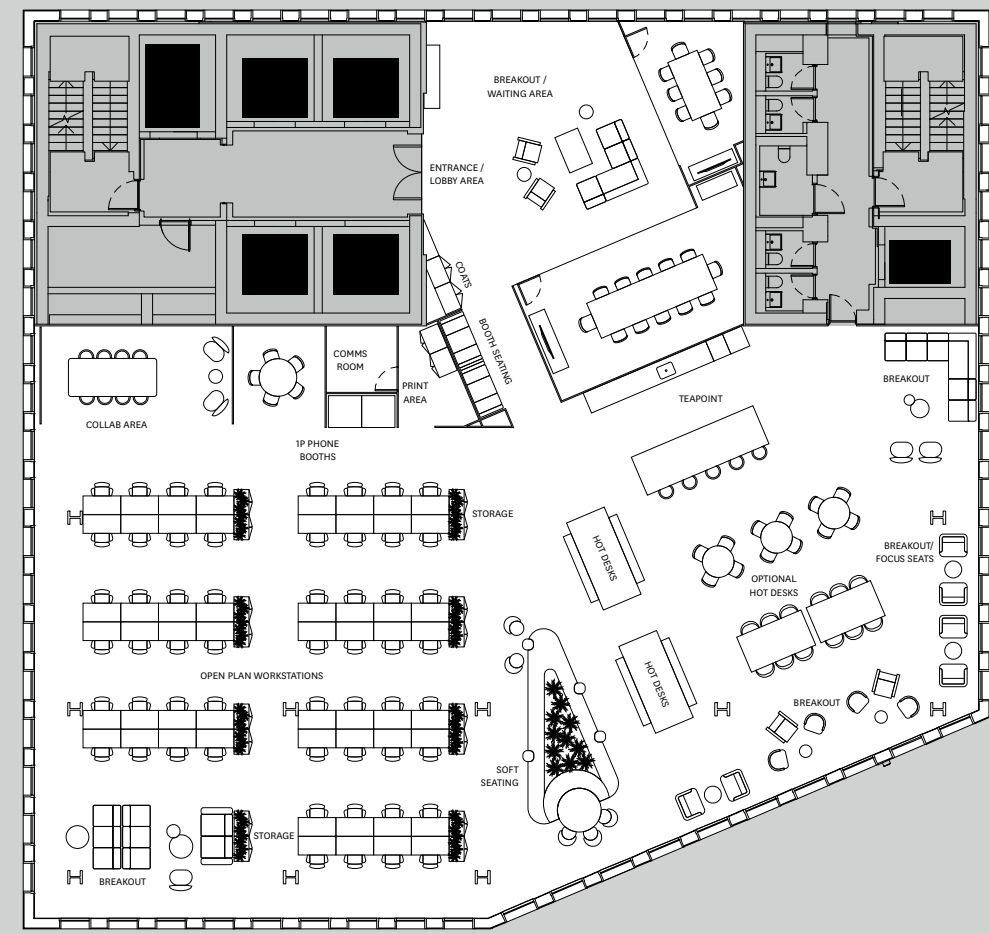 BREAKOUT /
WAITING AREA
ENTRANCE /
LOBBY AREA
COATS
BOOTH SEATING
COMMS
ROOM
PRINT
AREA
COLLAB AREA
1P PHONE
BOOTHS
TEAPOINT
BREAKOUT
STORAGE
HOT DESKS
BREAKOUT/
FOCUS SEATS
OPTIONAL
HOT DESKS
OPEN PLAN WORKSTATIONS
HOT DESKS
BREAKOUT
SOFT
SEATING
STORAGE
BREAKOUT